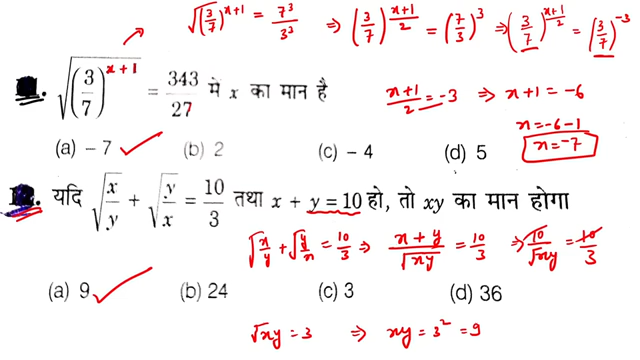 √(3/7)^(x+1) = 7³/3³ ⇒ (3/7)^((x+1)/2) = (7/3)³ ⇒ (3/7)^((x+1)/2) = (3/7)^(-3)
√((3/7)^(x+1)) = 343/27 मे x का मान है
(x+1)/2 = -3 ⇒ x+1 = -6
x = -6-1
x = -7
(a) – 7 ✓ (b) 2 (c) – 4 (d) 5
यदि √(x/y) + √(y/x) = 10/3 तथा x + y = 10 हो, तो xy का मान होगा
√(x/y) + √(y/x) = 10/3 ⇒ (x+y)/√(xy) = 10/3 ⇒ 10/√(xy) = 10/3
(a) 9 ✓ (b) 24 (c) 3 (d) 36
√xy = 3 ⇒ xy = 3² = 9